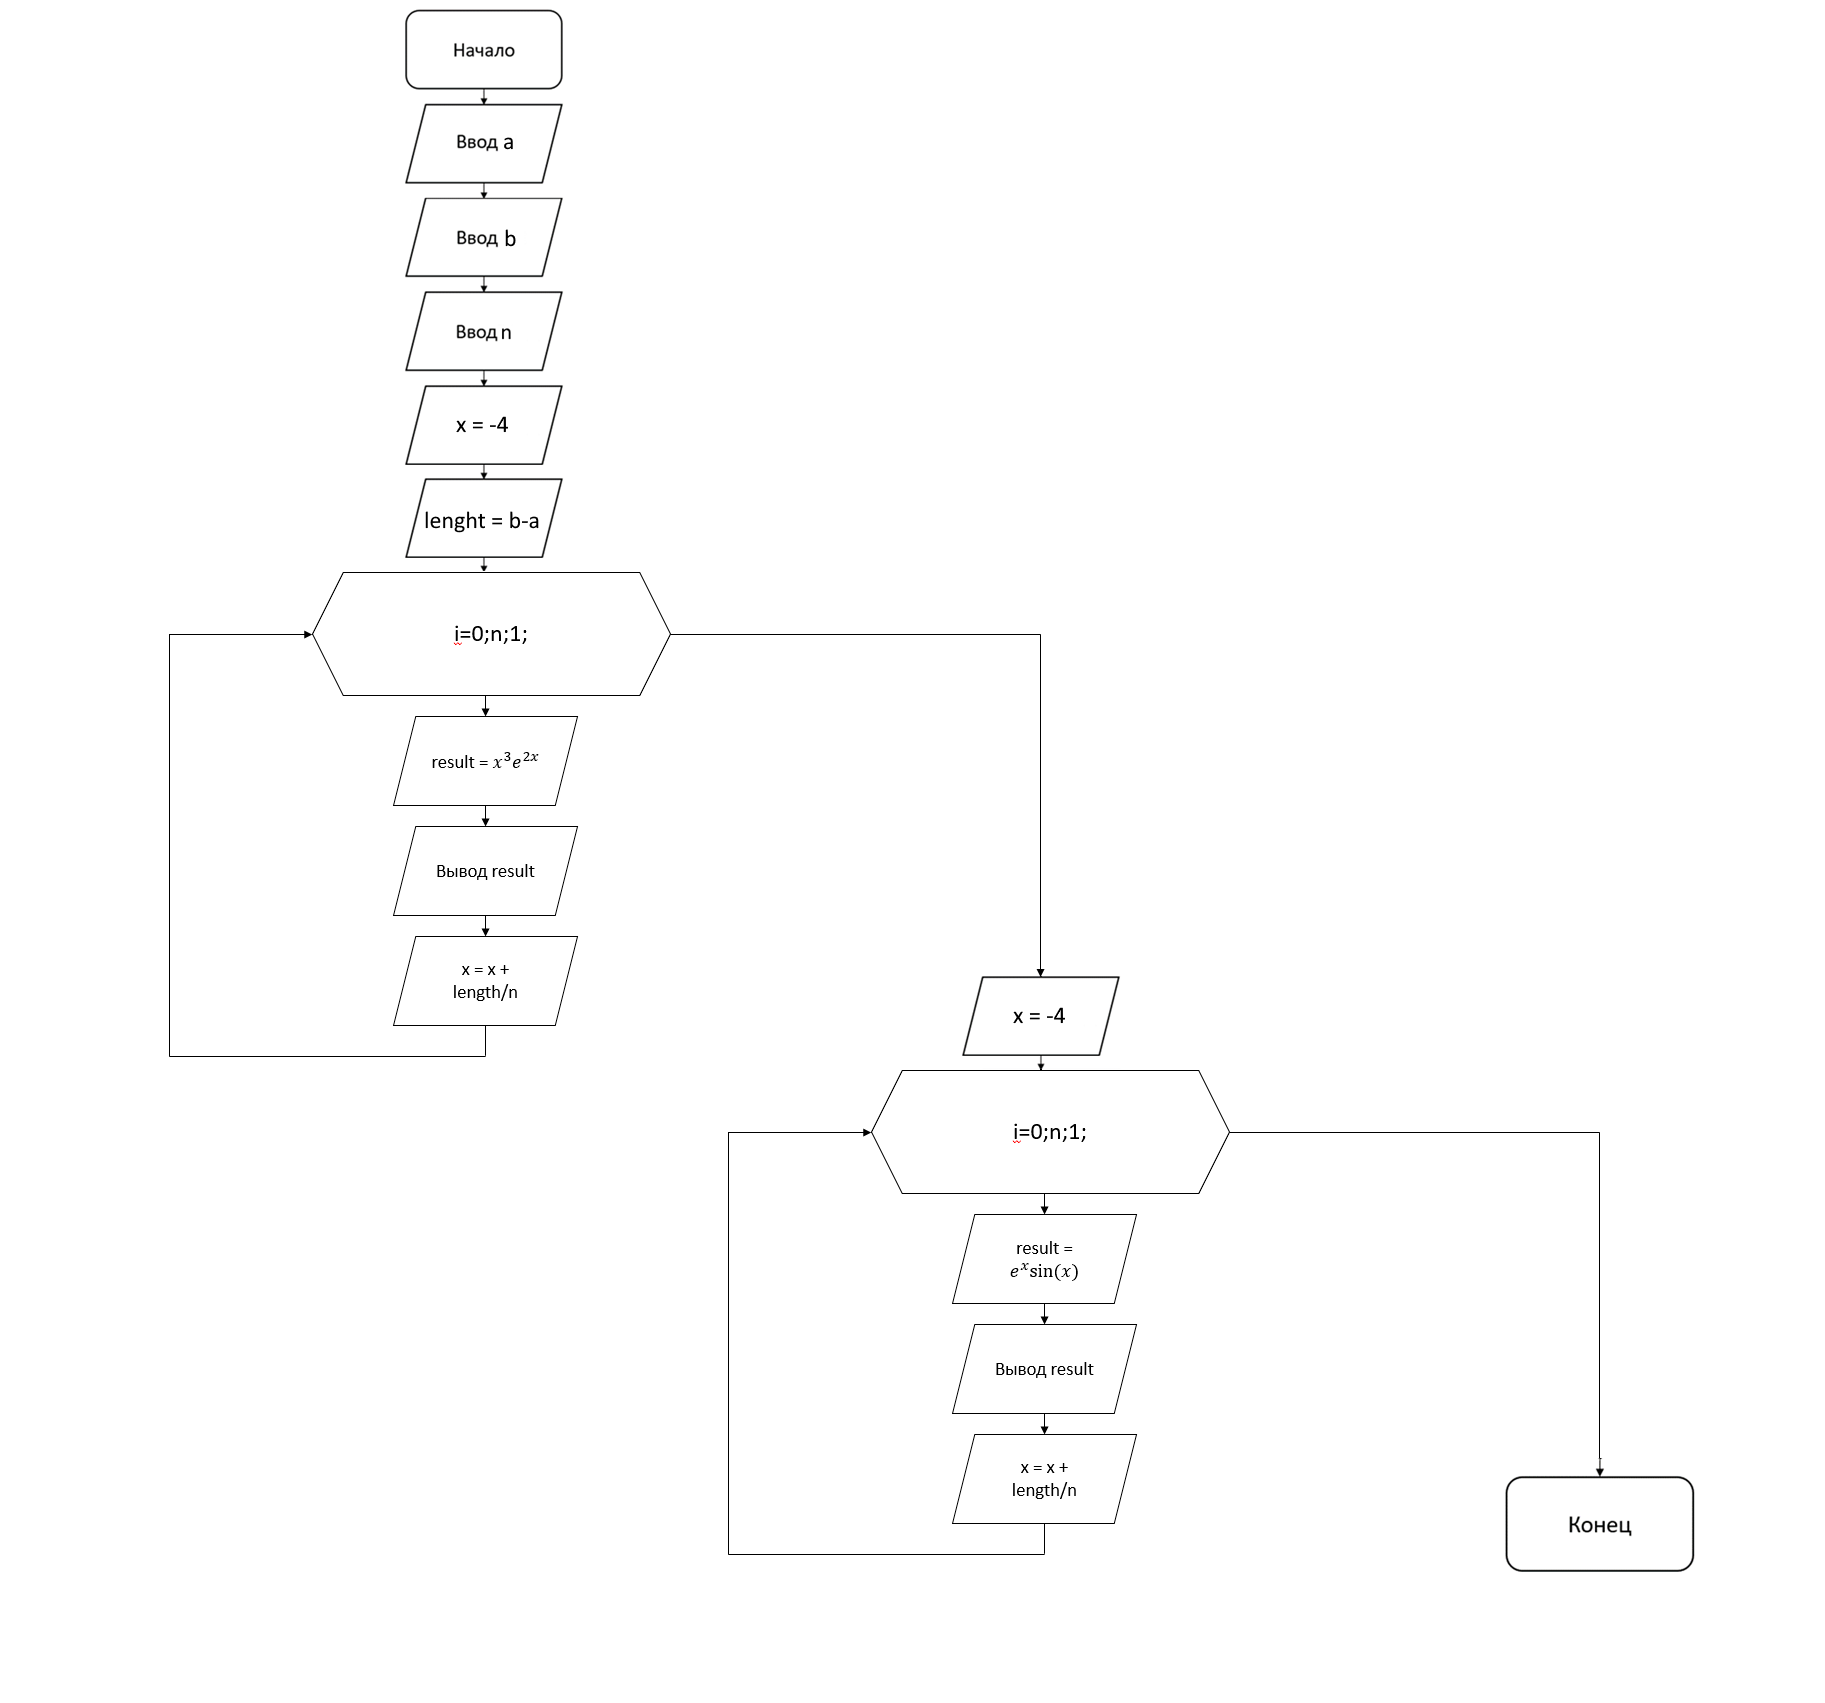 Начало
Ввод a
Ввод b
Ввод n
x = -4
lenght = b-a
i=0;n;1;
result = x³e²ˣ
Вывод result
x = x +
length/n
x = -4
i=0;n;1;
result =
eˣsin(x)
Вывод result
x = x +
length/n
Конец